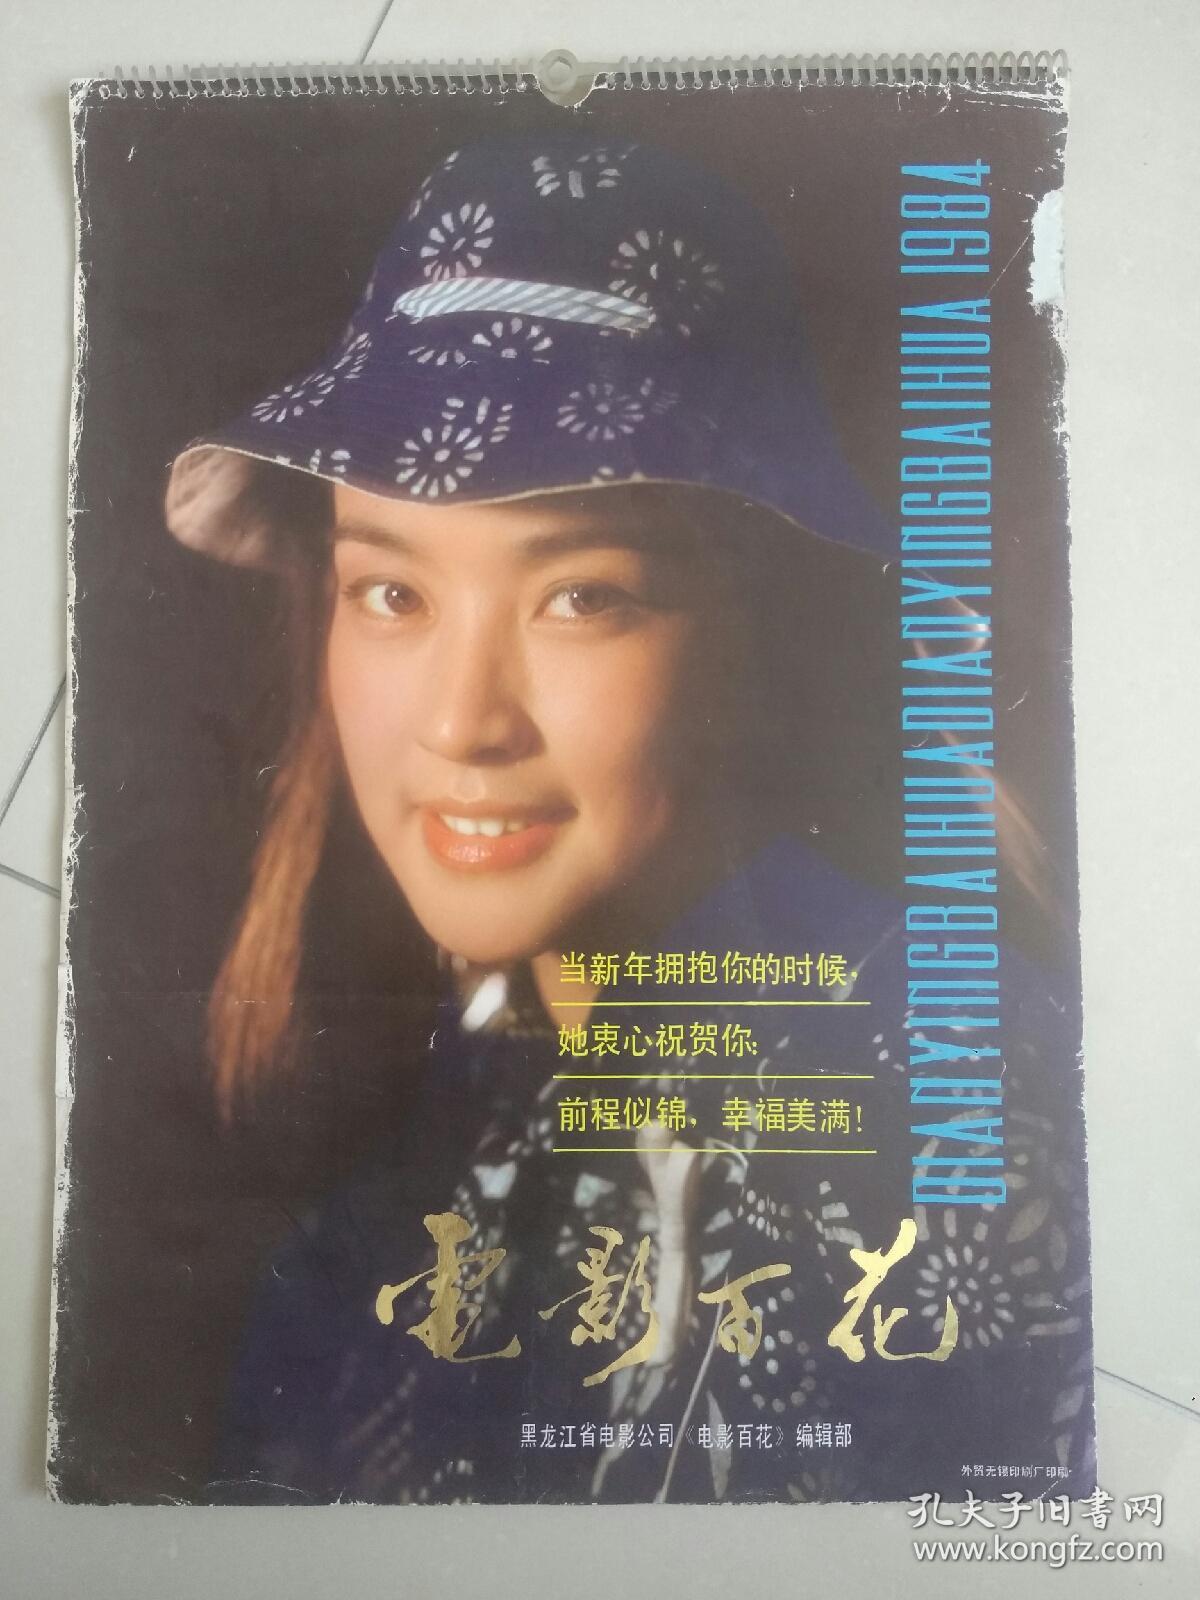 DIANYINGBAIHUADIANYINGBAIHUA 1984
当新年拥抱你的时候，
她衷心祝贺你：
前程似锦，幸福美满！
電影百花
黑龙江省电影公司《电影百花》编辑部
外贸无锡印刷厂印刷
孔夫子旧书网
www.kongfz.com